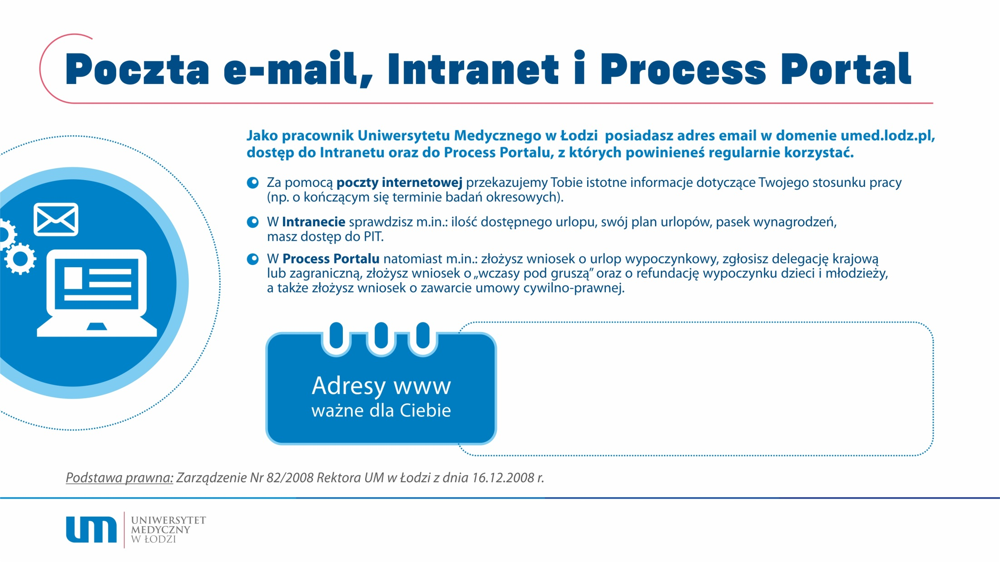 Poczta e-mail, Intranet i Process Portal
Jako pracownik Uniwersytetu Medycznego w Łodzi posiadasz adres email w domenie umed.lodz.pl,
dostęp do Intranetu oraz do Process Portalu, z których powinieneś regularnie korzystać.
Za pomocą poczty internetowej przekazujemy Tobie istotne informacje dotyczące Twojego stosunku pracy
(np. o kończącym się terminie badań okresowych).
W Intranecie sprawdzisz m.in.: ilość dostępnego urlopu, swój plan urlopów, pasek wynagrodzeń,
masz dostęp do PIT.
W Process Portalu natomiast m.in.: złożysz wniosek o urlop wypoczynkowy, zgłosisz delegację krajową
lub zagraniczną, złożysz wniosek o „wczasy pod gruszą” oraz o refundację wypoczynku dzieci i młodzieży,
a także złożysz wniosek o zawarcie umowy cywilno-prawnej.
Adresy www
ważne dla Ciebie
Podstawa prawna: Zarządzenie Nr 82/2008 Rektora UM w Łodzi z dnia 16.12.2008 r.
um
UNIWERSYTET
MEDYCZNY
W ŁODZI